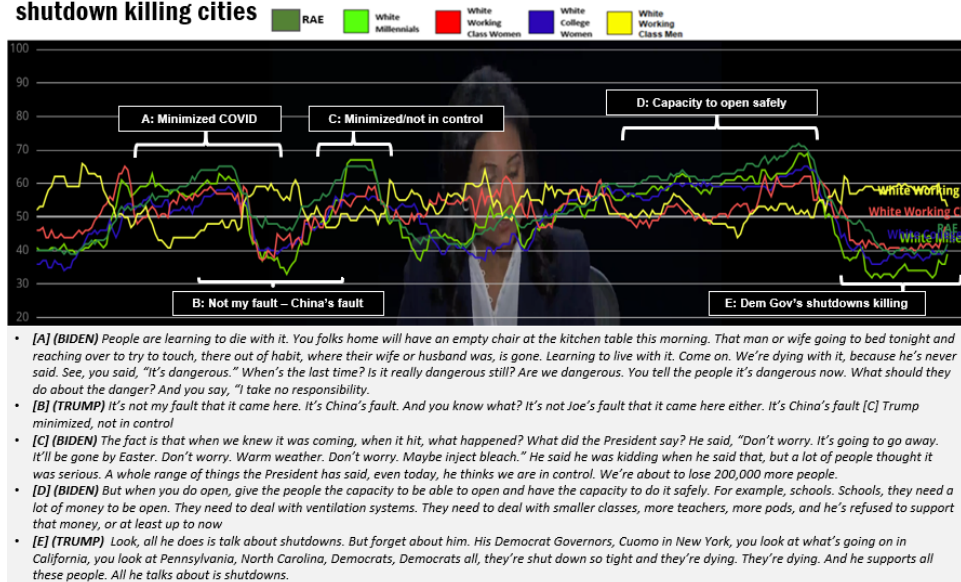 shutdown killing cities
RAE
White
Millennials
White
Working
Class Women
White
College
Women
White
Working
Class Men
100
90
80
70
60
50
40
30
20
A: Minimized COVID
C: Minimized/not in control
D: Capacity to open safely
B: Not my fault – China's fault
E: Dem Gov's shutdowns killing
White Working
White Working C
RAE
White Mille
• [A] (BIDEN) People are learning to die with it. You folks home will have an empty chair at the kitchen table this morning. That man or wife going to bed tonight and
reaching over to try to touch, there out of habit, where their wife or husband was, is gone. Learning to live with it. Come on. We're dying with it, because he's never
said. See, you said, "It's dangerous." When's the last time? Is it really dangerous still? Are we dangerous. You tell the people it's dangerous now. What should they
do about the danger? And you say, "I take no responsibility.
• [B] (TRUMP) It's not my fault that it came here. It's China's fault. And you know what? It's not Joe's fault that it came here either. It's China's fault [C] Trump
minimized, not in control
• [C] (BIDEN) The fact is that when we knew it was coming, when it hit, what happened? What did the President say? He said, "Don't worry. It's going to go away.
It'll be gone by Easter. Don't worry. Warm weather. Don't worry. Maybe inject bleach." He said he was kidding when he said that, but a lot of people thought it
was serious. A whole range of things the President has said, even today, he thinks we are in control. We're about to lose 200,000 more people.
• [D] (BIDEN) But when you do open, give the people the capacity to be able to open and have the capacity to do it safely. For example, schools. Schools, they need a
lot of money to be open. They need to deal with ventilation systems. They need to deal with smaller classes, more teachers, more pods, and he's refused to support
that money, or at least up to now
• [E] (TRUMP) Look, all he does is talk about shutdowns. But forget about him. His Democrat Governors, Cuomo in New York, you look at what's going on in
California, you look at Pennsylvania, North Carolina, Democrats, Democrats all, they're shut down so tight and they're dying. They're dying. And he supports all
these people. All he talks about is shutdowns.